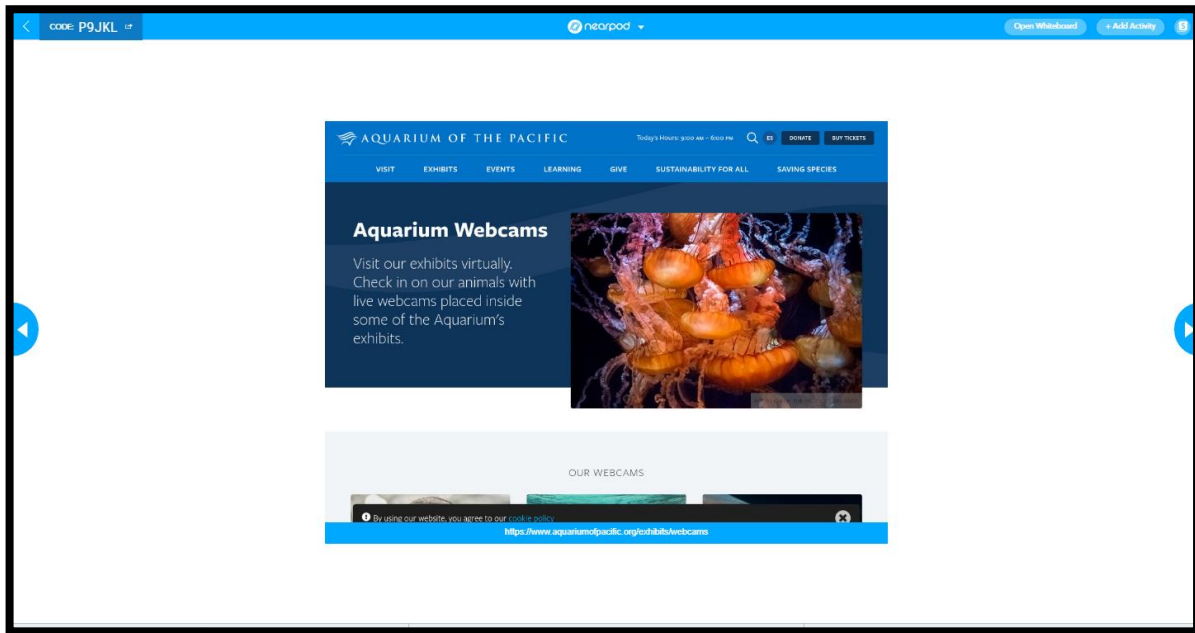 CODE: P9JKL
nearpod
Open Whiteboard
+ Add Activity
AQUARIUM OF THE PACIFIC
Today's Hours: 9:00 AM – 6:00 PM
ES
DONATE
BUY TICKETS
VISIT EXHIBITS EVENTS LEARNING GIVE SUSTAINABILITY FOR ALL SAVING SPECIES
Aquarium Webcams
Visit our exhibits virtually.
Check in on our animals with
live webcams placed inside
some of the Aquarium's
exhibits.
OUR WEBCAMS
By using our website, you agree to our cookie policy
https://www.aquariumofpacific.org/exhibits/webcams